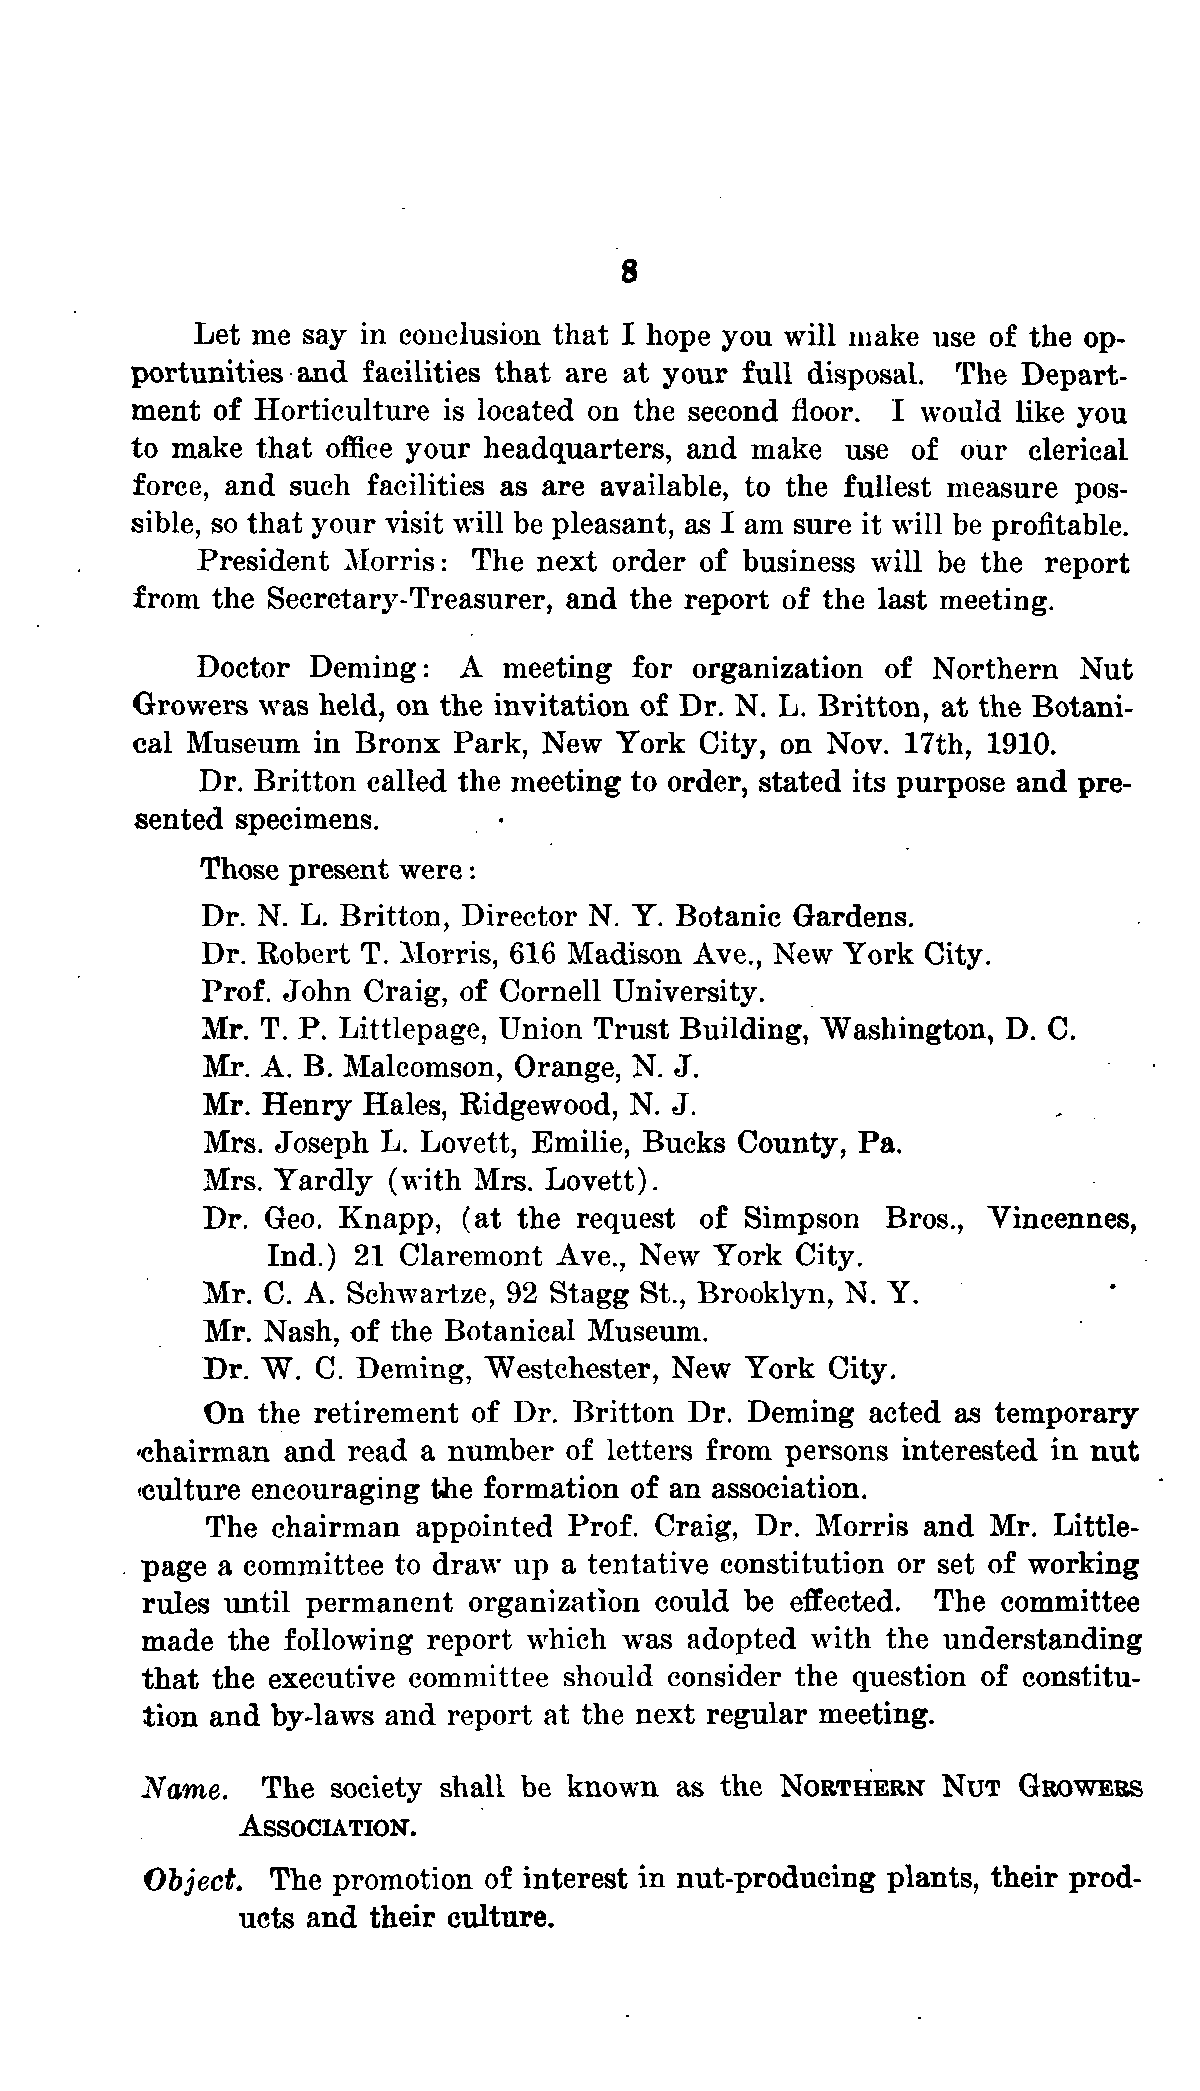 8
Let me say in conclusion that I hope you will make use of the op-
portunities and facilities that are at your full disposal. The Depart-
ment of Horticulture is located on the second floor. I would like you
to make that office your headquarters, and make use of our clerical
force, and such facilities as are available, to the fullest measure pos-
sible, so that your visit will be pleasant, as I am sure it will be profitable.
President Morris: The next order of business will be the report
from the Secretary-Treasurer, and the report of the last meeting.
Doctor Deming: A meeting for organization of Northern Nut
Growers was held, on the invitation of Dr. N. L. Britton, at the Botani-
cal Museum in Bronx Park, New York City, on Nov. 17th, 1910.
Dr. Britton called the meeting to order, stated its purpose and pre-
sented specimens.
Those present were:
Dr. N. L. Britton, Director N. Y. Botanic Gardens.
Dr. Robert T. Morris, 616 Madison Ave., New York City.
Prof. John Craig, of Cornell University.
Mr. T. P. Littlepage, Union Trust Building, Washington, D. C.
Mr. A. B. Malcomson, Orange, N. J.
Mr. Henry Hales, Ridgewood, N. J.
Mrs. Joseph L. Lovett, Emilie, Bucks County, Pa.
Mrs. Yardly (with Mrs. Lovett).
Dr. Geo. Knapp, (at the request of Simpson Bros., Vincennes,
Ind.) 21 Claremont Ave., New York City.
Mr. C. A. Schwartze, 92 Stagg St., Brooklyn, N. Y.
Mr. Nash, of the Botanical Museum.
Dr. W. C. Deming, Westchester, New York City.
On the retirement of Dr. Britton Dr. Deming acted as temporary
chairman and read a number of letters from persons interested in nut
culture encouraging the formation of an association.
The chairman appointed Prof. Craig, Dr. Morris and Mr. Little-
page a committee to draw up a tentative constitution or set of working
rules until permanent organization could be effected. The committee
made the following report which was adopted with the understanding
that the executive committee should consider the question of constitu-
tion and by-laws and report at the next regular meeting.
Name. The society shall be known as the NORTHERN NUT GROWERS
ASSOCIATION.
Object. The promotion of interest in nut-producing plants, their prod-
ucts and their culture.